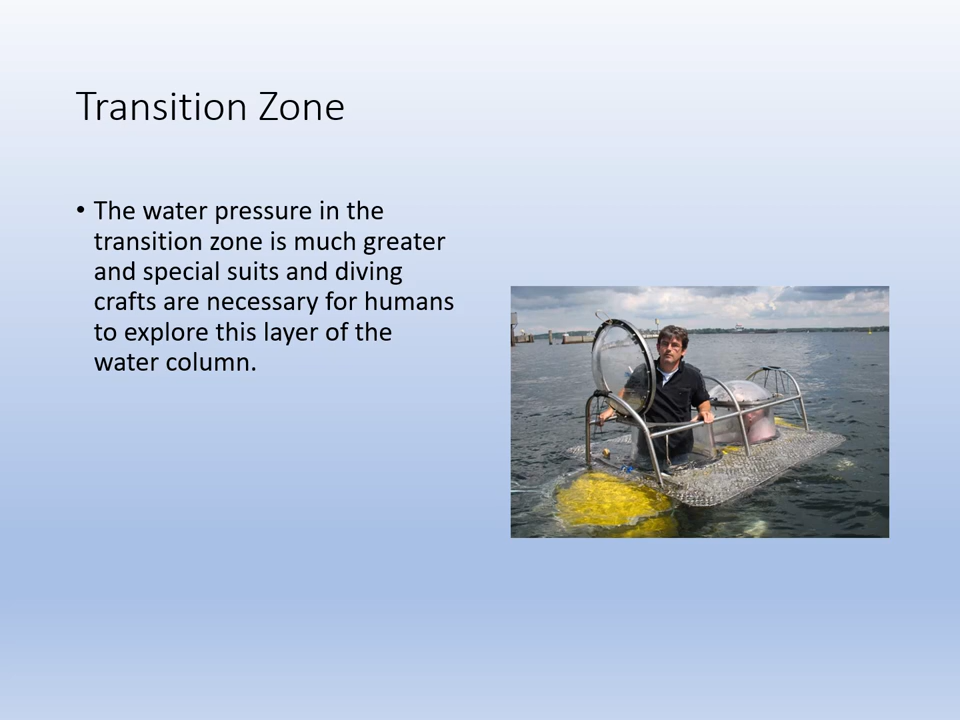 Transition Zone
• The water pressure in the
transition zone is much greater
and special suits and diving
crafts are necessary for humans
to explore this layer of the
water column.